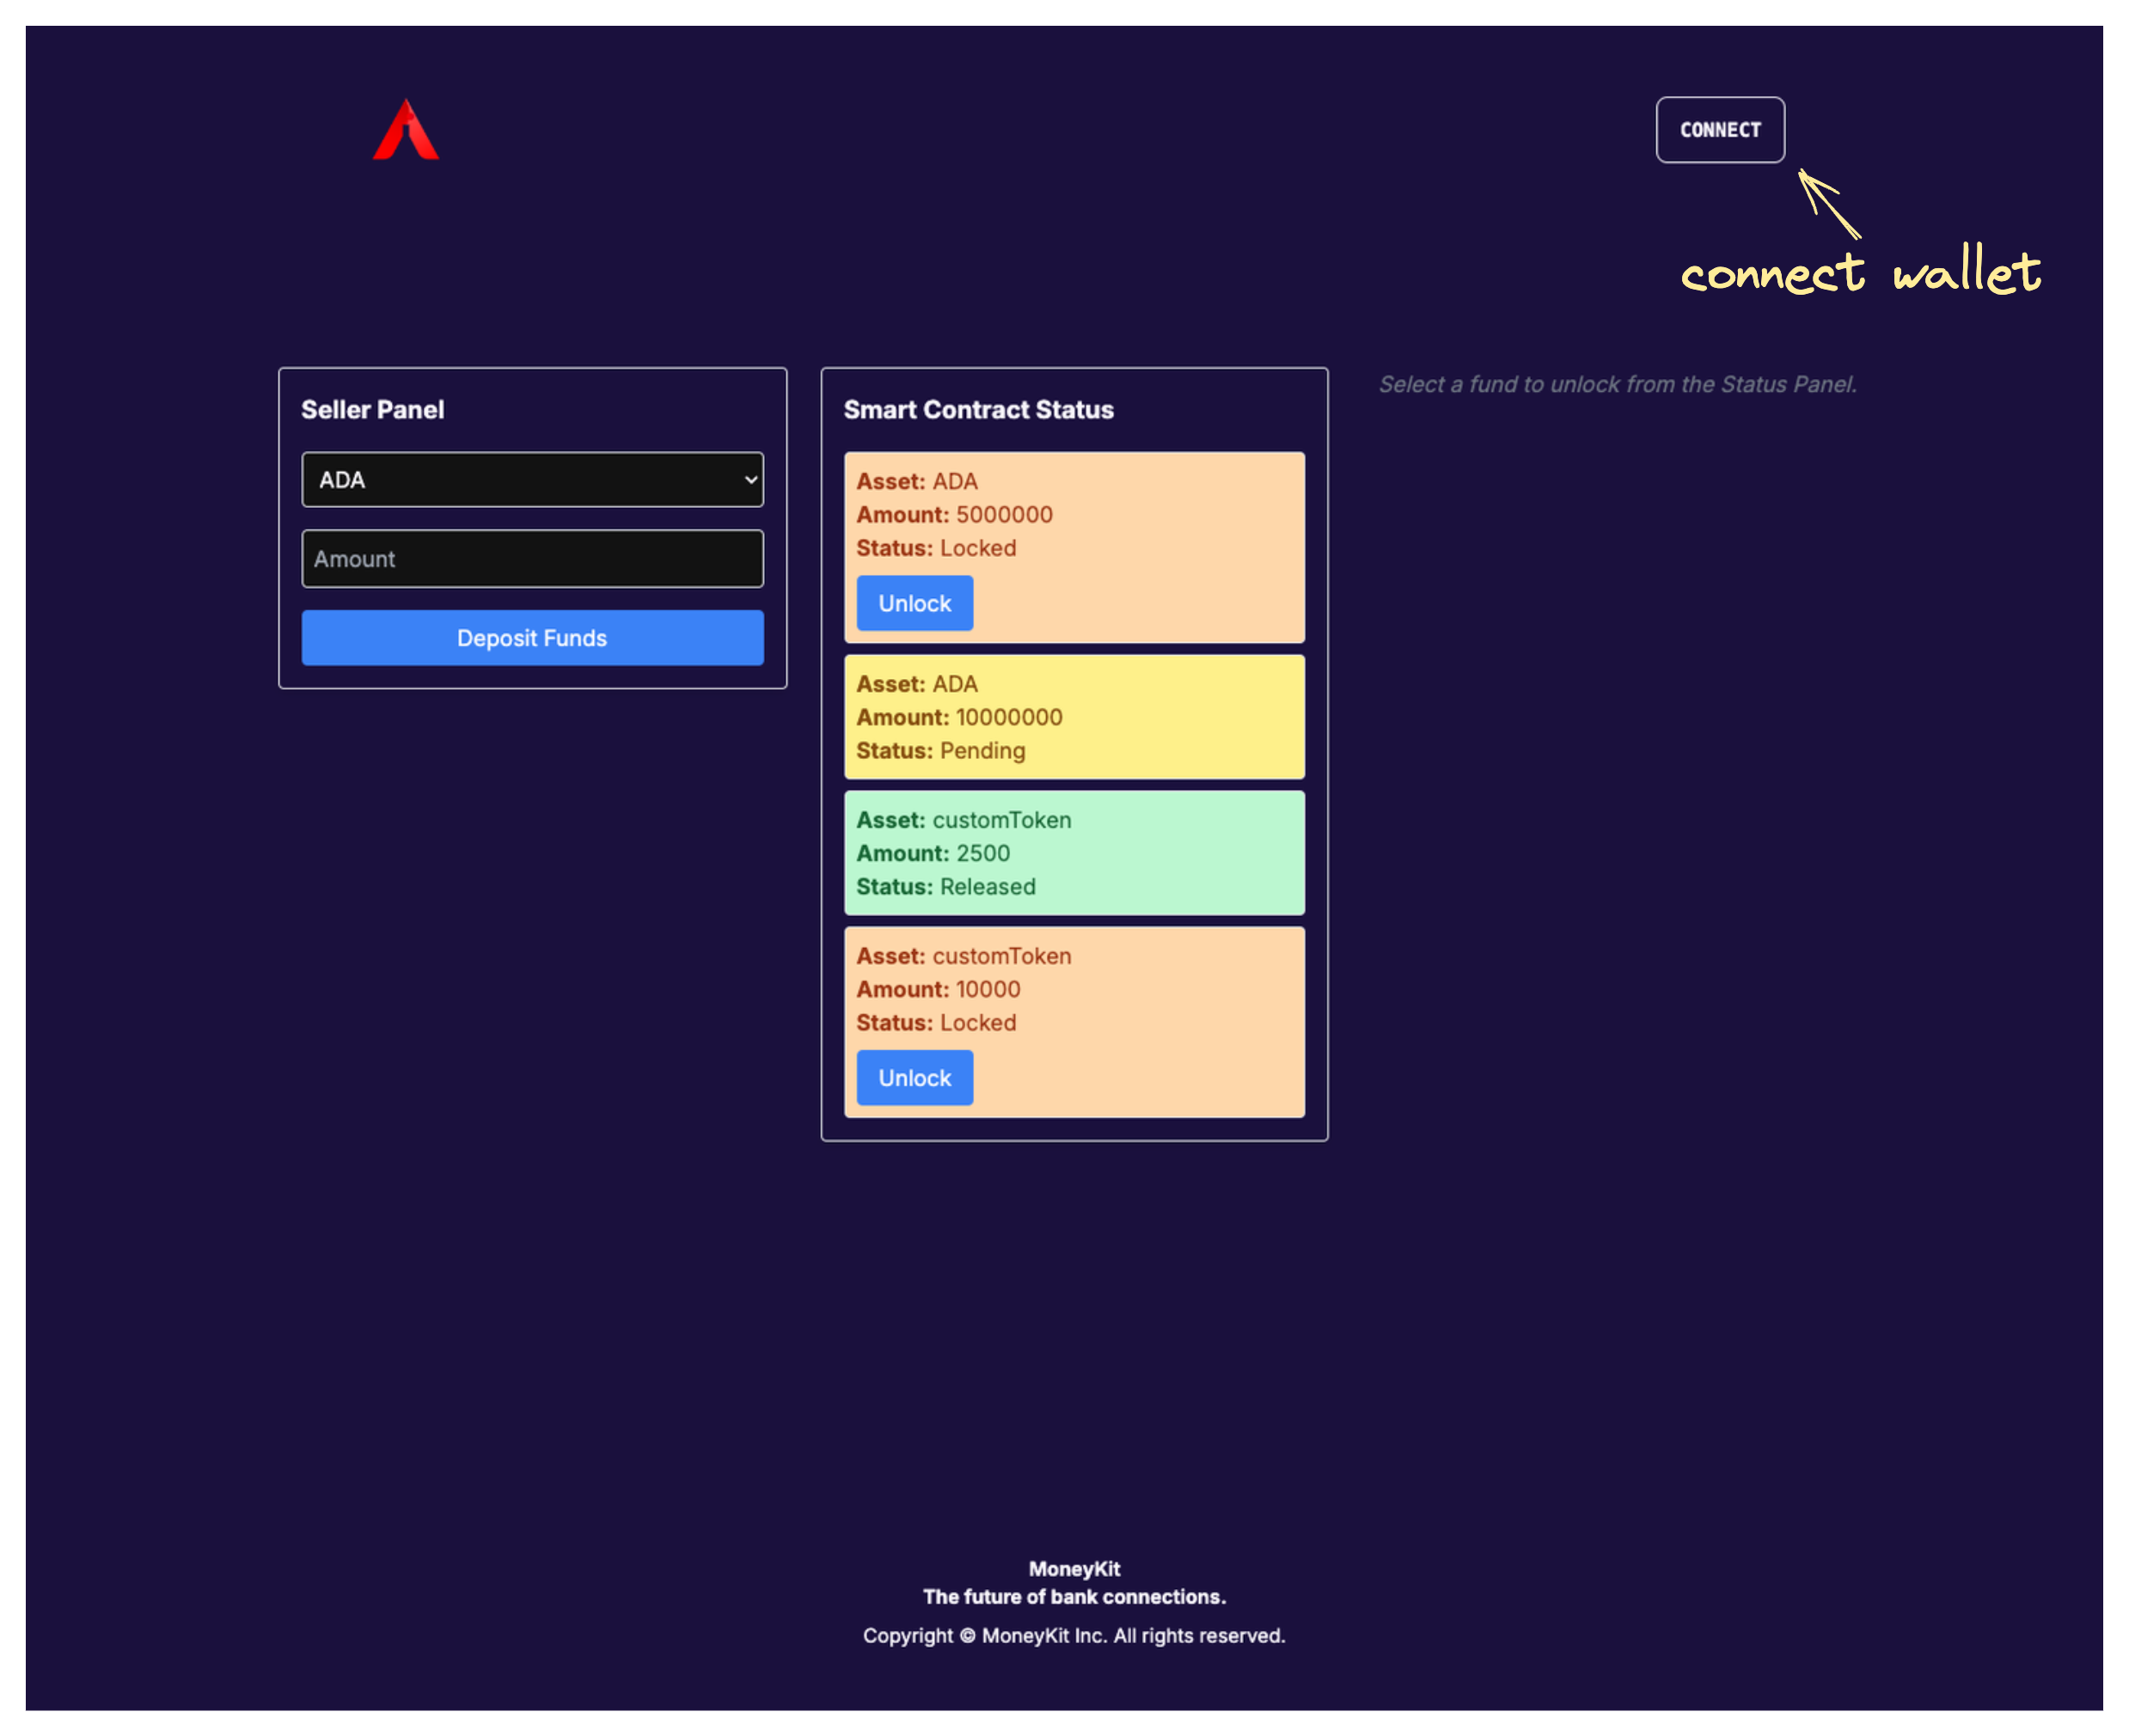 CONNECT
connect wallet
Seller Panel
ADA
Amount
Deposit Funds
Smart Contract Status
Asset: ADA
Amount: 5000000
Status: Locked
Unlock
Asset: ADA
Amount: 10000000
Status: Pending
Asset: customToken
Amount: 2500
Status: Released
Asset: customToken
Amount: 10000
Status: Locked
Unlock
Select a fund to unlock from the Status Panel.
MoneyKit
The future of bank connections.
Copyright © MoneyKit Inc. All rights reserved.